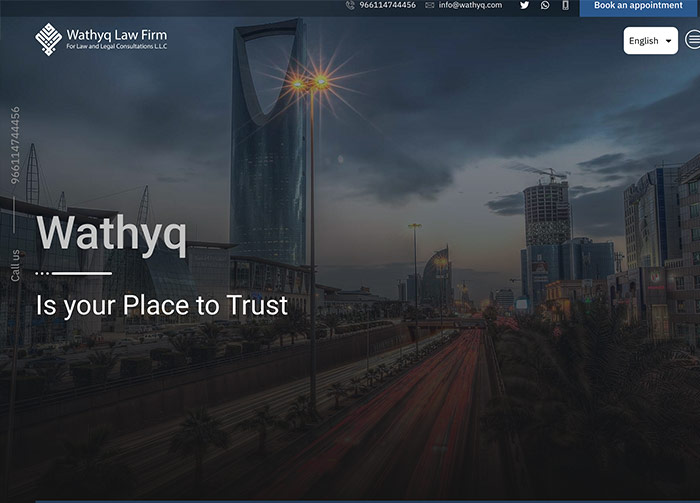 966114744456
info@wathyq.com
Book an appointment
Wathyq Law Firm
For Law and Legal Consultations L.L.C
English
966114744456
Call us
Wathyq
Is your Place to Trust